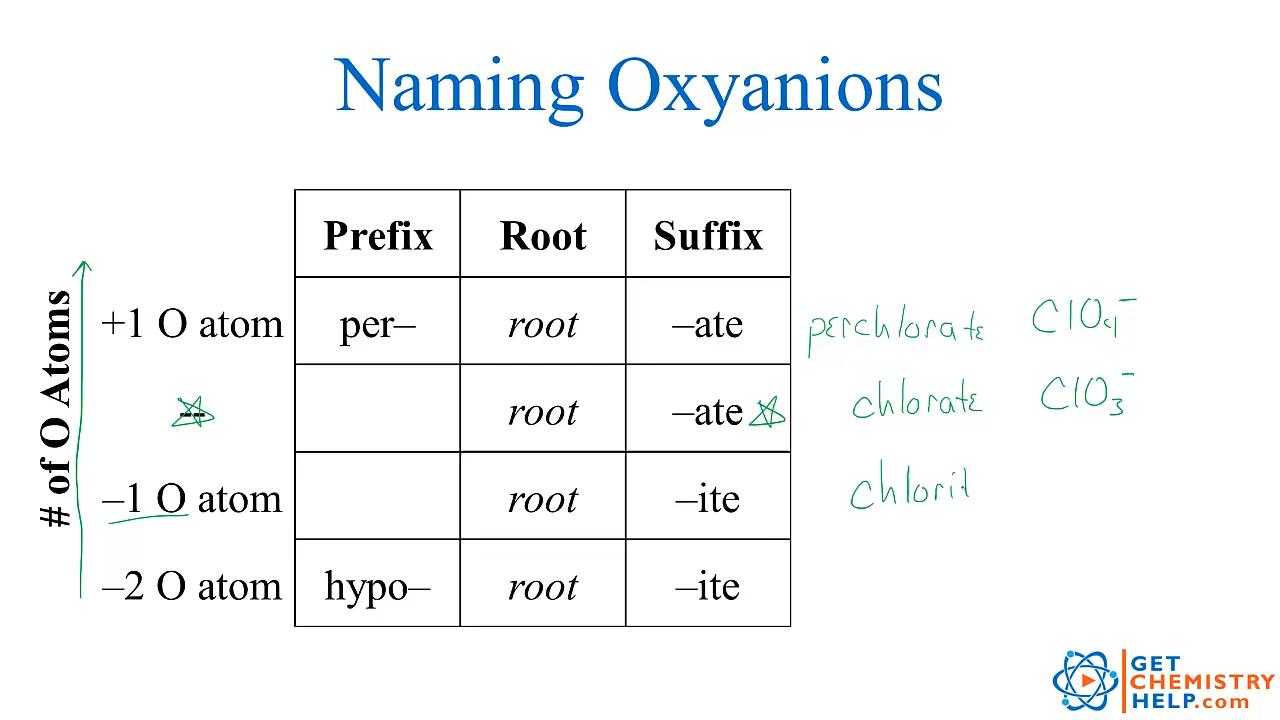 Naming Oxyanions
Prefix Root Suffix
# of O Atoms
+1 O atom per– root –ate perchlorate ClO₄⁻
-- root –ate chlorate ClO₃⁻
–1 O atom root –ite chlorit
–2 O atom hypo– root –ite
GET
CHEMISTRY
HELP.com